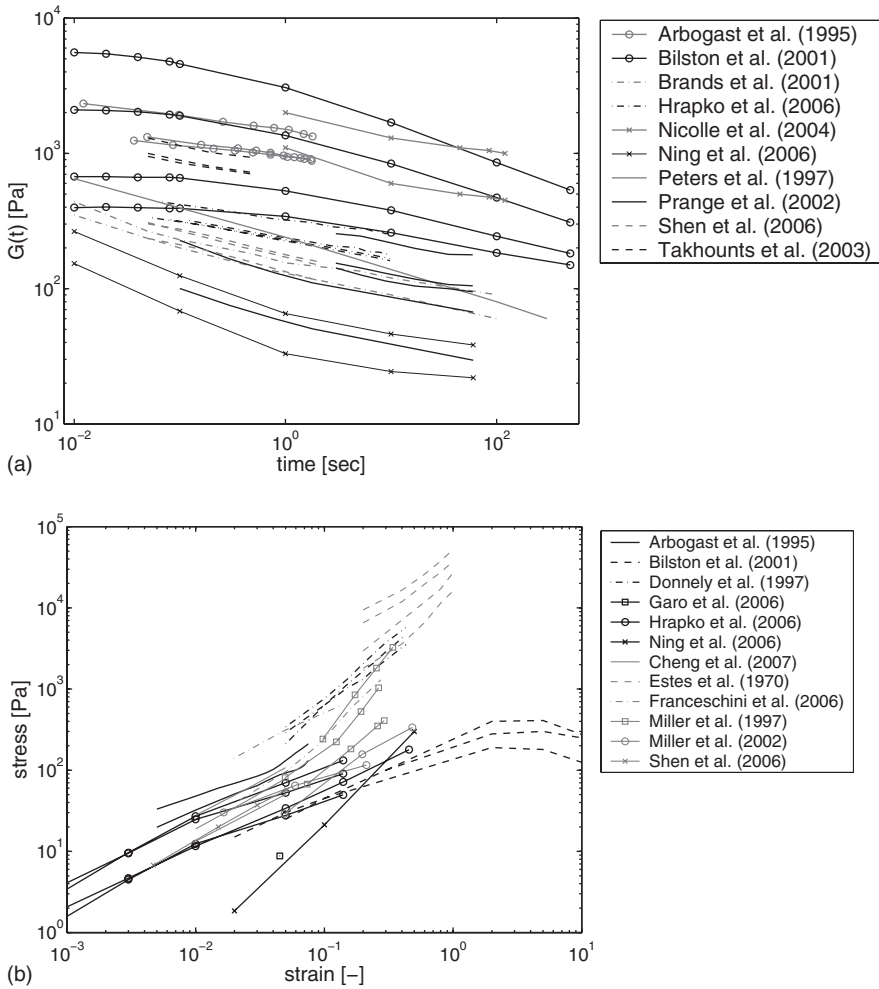 10^4
10^3
10^2
10^1
G(t) [Pa]
10^-2
10^0
10^2
time [sec]
(a)
Arbogast et al. (1995)
Bilston et al. (2001)
Brands et al. (2001)
Hrapko et al. (2006)
Nicolle et al. (2004)
Ning et al. (2006)
Peters et al. (1997)
Prange et al. (2002)
Shen et al. (2006)
Takhounts et al. (2003)
10^5
10^4
10^3
10^2
10^1
10^0
stress [Pa]
10^-3
10^-2
10^-1
10^0
10^1
strain [–]
(b)
Arbogast et al. (1995)
Bilston et al. (2001)
Donnely et al. (1997)
Garo et al. (2006)
Hrapko et al. (2006)
Ning et al. (2006)
Cheng et al. (2007)
Estes et al. (1970)
Franceschini et al. (2006)
Miller et al. (1997)
Miller et al. (2002)
Shen et al. (2006)